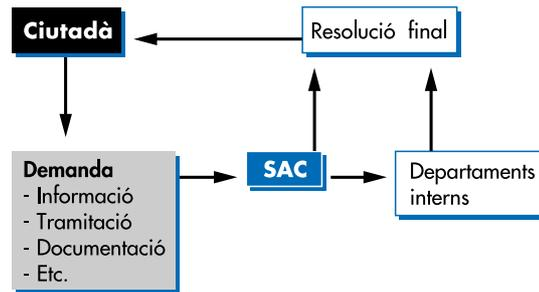 Ciutadà
Resolució final
Demanda
- Informació
- Tramitació
- Documentació
- Etc.
SAC
Departaments
interns